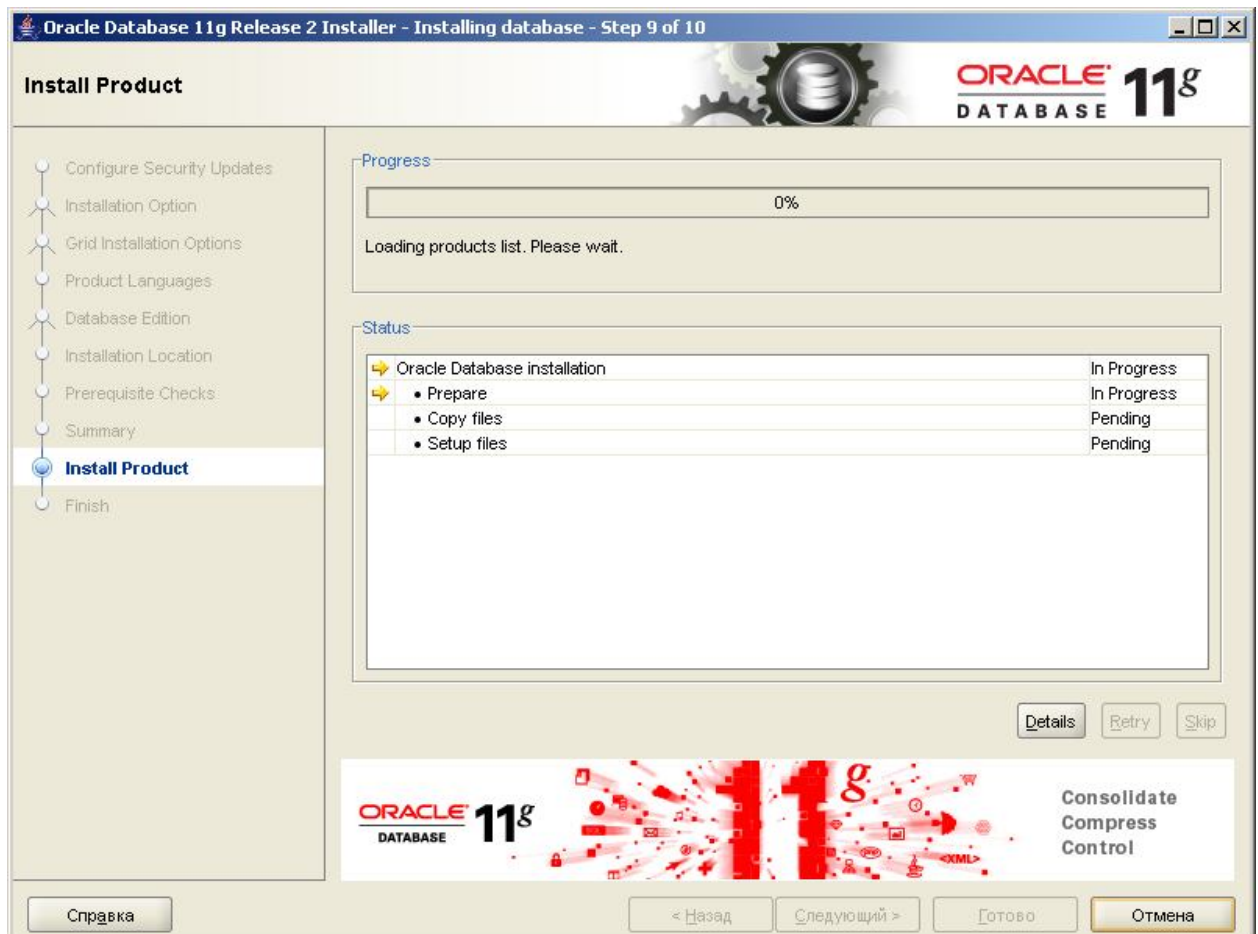 Oracle Database 11g Release 2 Installer - Installing database - Step 9 of 10
Install Product
ORACLE DATABASE 11g
Configure Security Updates
Installation Option
Grid Installation Options
Product Languages
Database Edition
Installation Location
Prerequisite Checks
Summary
Install Product
Finish
Progress
0%
Loading products list. Please wait.
Status
Oracle Database installation In Progress
• Prepare In Progress
• Copy files Pending
• Setup files Pending
Details Retry Skip
ORACLE DATABASE 11g
11g
<XML>
php
Consolidate
Compress
Control
Справка < Назад Следующий > Готово Отмена